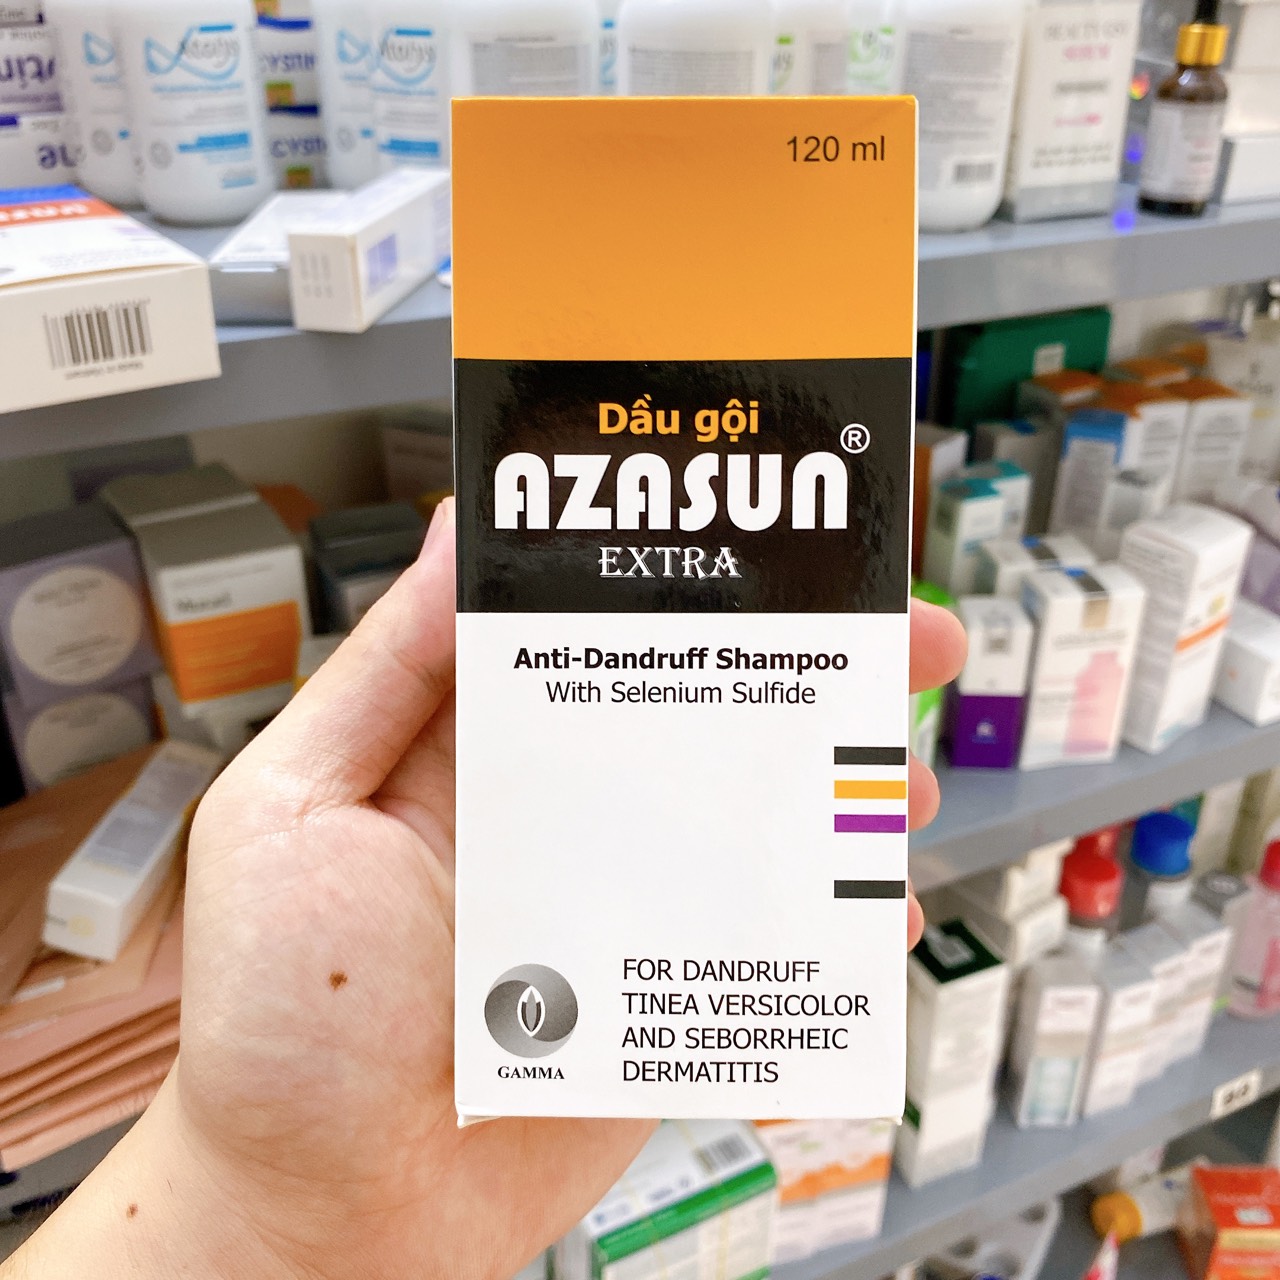 120 ml
Dầu gội
AZASUN®
EXTRA
Anti-Dandruff Shampoo
With Selenium Sulfide
FOR DANDRUFF
TINEA VERSICOLOR
AND SEBORRHEIC
DERMATITIS
GAMMA